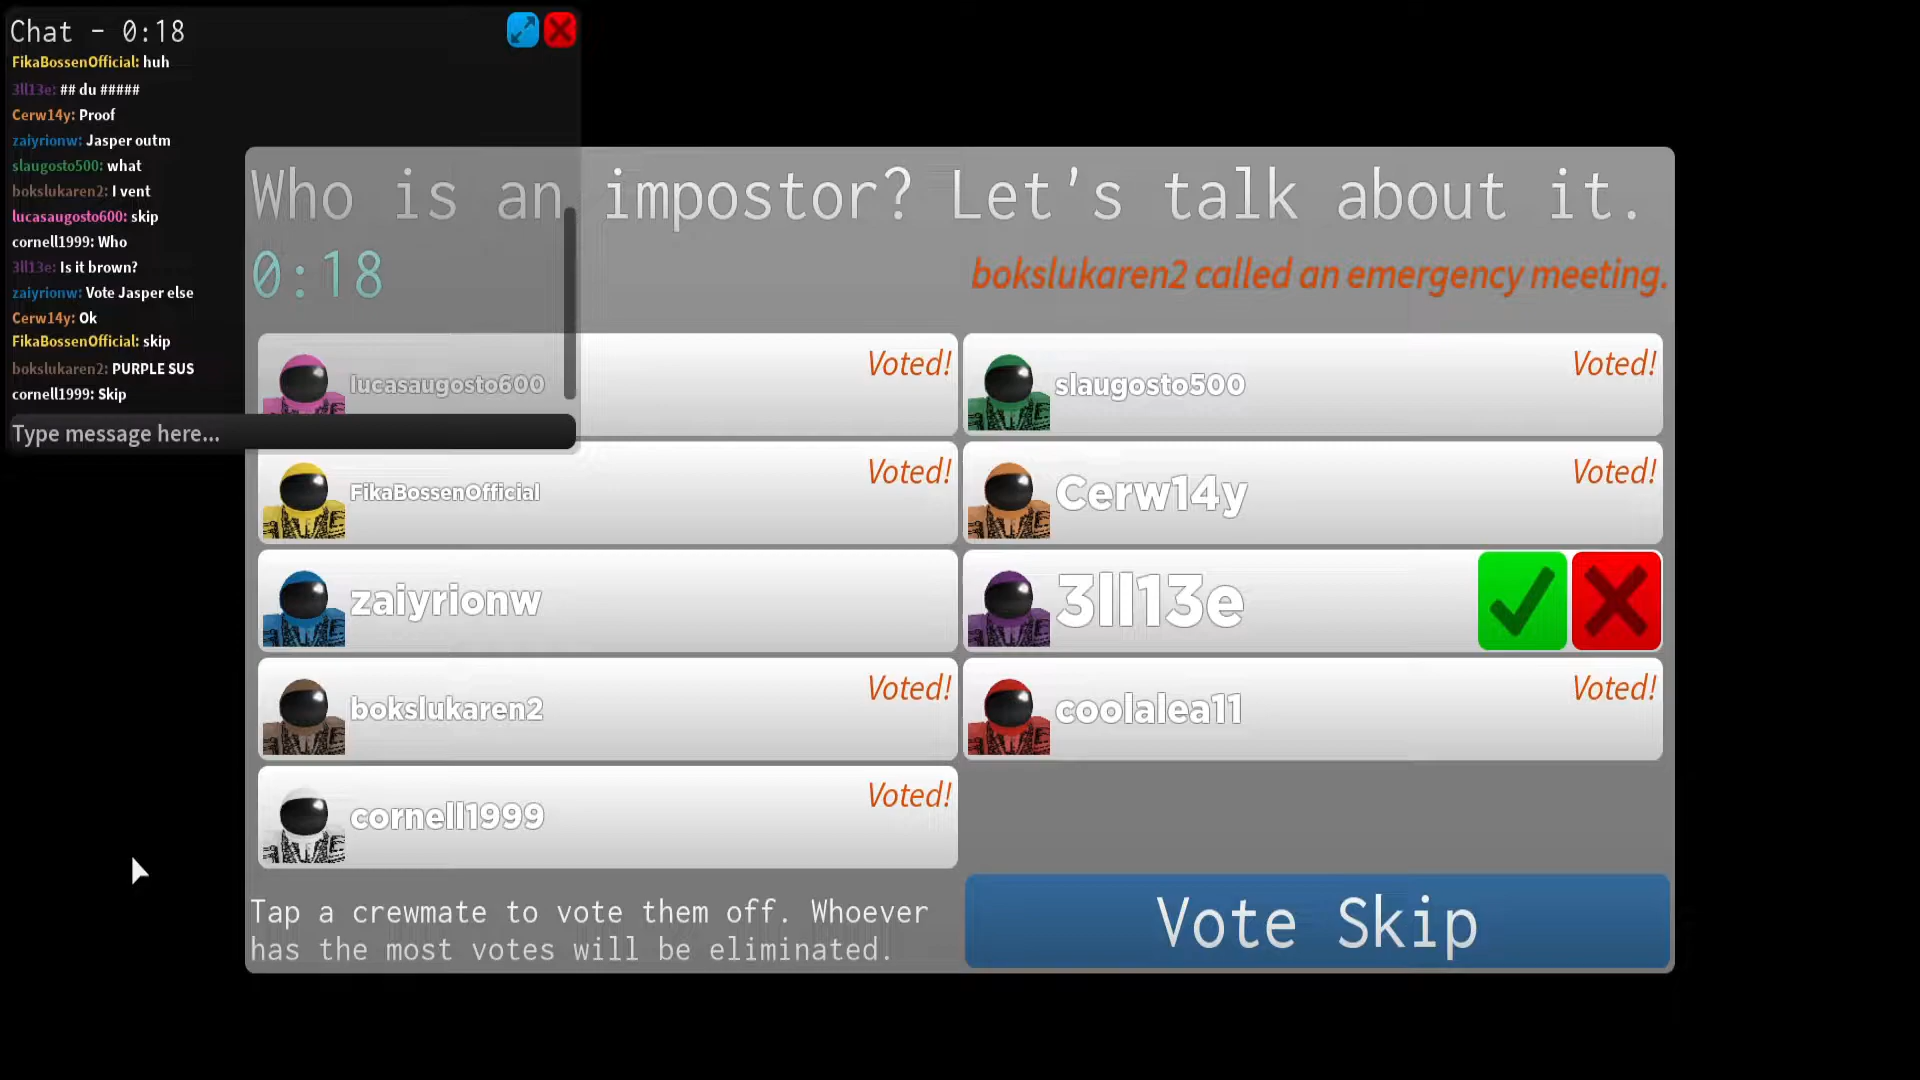 Chat - 0:18
FikaBossenOfficial: huh
3ll13e: ## du #####
Cerw14y: Proof
zaiyrionw: Jasper outm
slaugosto500: what
bokslukaren2: I vent
lucasaugosto600: skip
cornell1999: Who
3ll13e: Is it brown?
zaiyrionw: Vote Jasper else
Cerw14y: Ok
FikaBossenOfficial: skip
bokslukaren2: PURPLE SUS
cornell1999: Skip
Type message here...
Who is an impostor? Let's talk about it.
0:18
bokslukaren2 called an emergency meeting.
lucasaugosto600
Voted!
slaugosto500
Voted!
FikaBossenOfficial
Voted!
Cerw14y
Voted!
zaiyrionw
3ll13e
bokslukaren2
Voted!
coolalea11
Voted!
cornell1999
Voted!
Tap a crewmate to vote them off. Whoever
has the most votes will be eliminated.
Vote Skip